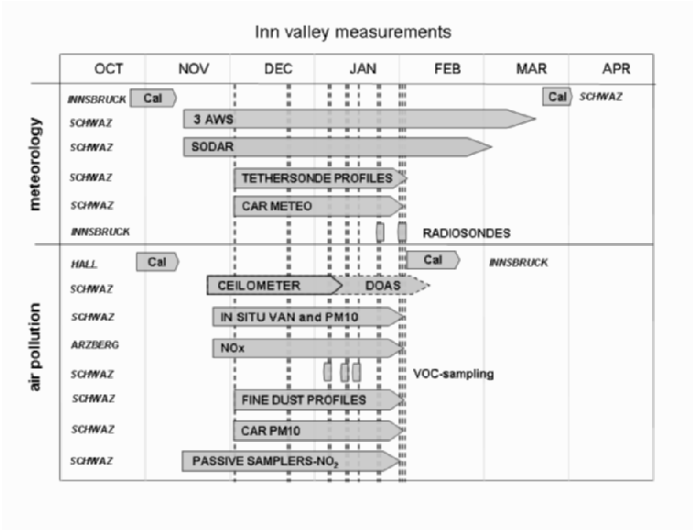 Inn valley measurements
OCT NOV DEC JAN FEB MAR APR
meteorology
INNSBRUCK Cal Cal SCHWAZ
SCHWAZ 3 AWS
SCHWAZ SODAR
SCHWAZ TETHERSONDE PROFILES
SCHWAZ CAR METEO
INNSBRUCK RADIOSONDES
air pollution
HALL Cal Cal INNSBRUCK
SCHWAZ CEILOMETER DOAS
SCHWAZ IN SITU VAN and PM10
ARZBERG NOx
SCHWAZ VOC-sampling
SCHWAZ FINE DUST PROFILES
SCHWAZ CAR PM10
SCHWAZ PASSIVE SAMPLERS-NO₂